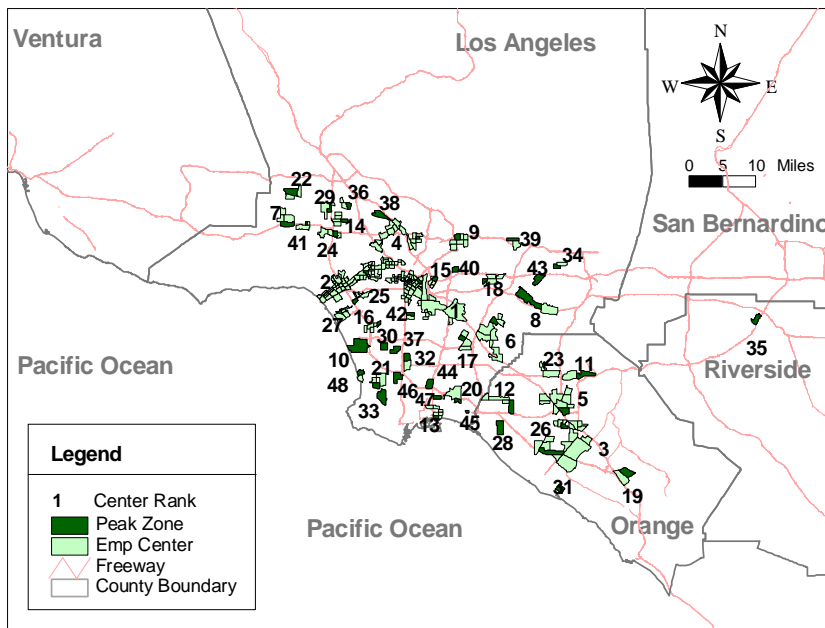 Ventura
Los Angeles
N
W E
S
0 5 10 Miles
San Bernardino
22
36
29
38
7
14
9
41
24
4
39
34
15
40
43
2
18
25
42
1
8
27
16
6
35
30
37
17
Pacific Ocean
10
32
23
11
Riverside
48
21
44
46
20
12
5
33
47
13
45
28
26
3
19
31
Pacific Ocean
Orange
Legend
1 Center Rank
Peak Zone
Emp Center
Freeway
County Boundary